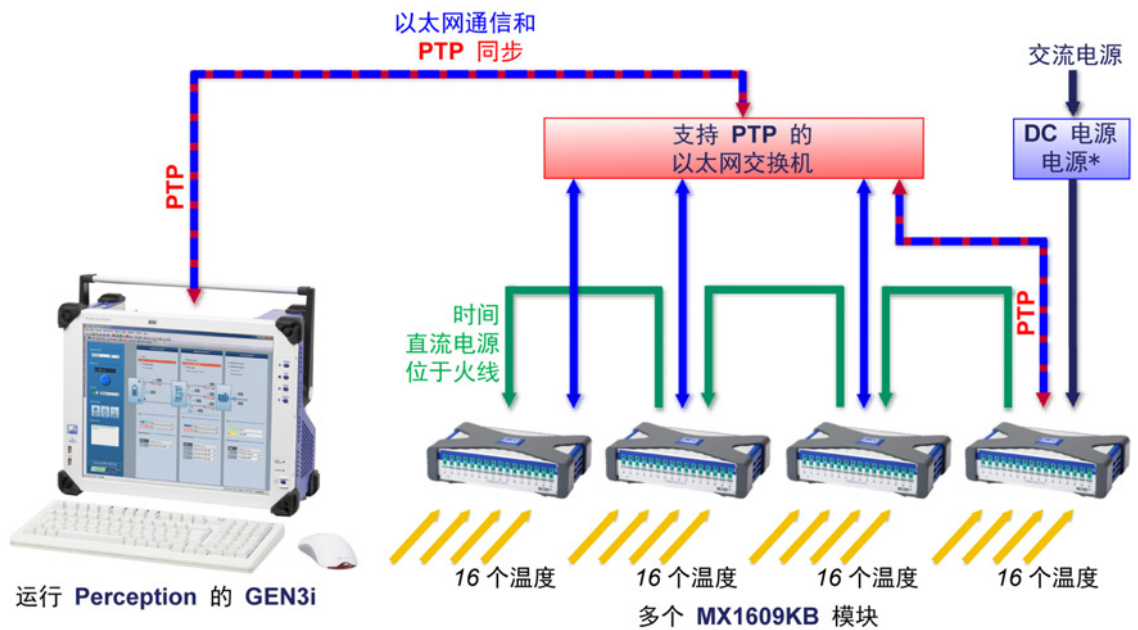 以太网通信和
PTP 同步
交流电源
支持 PTP 的
以太网交换机
DC 电源
电源*
PTP
时间
直流电源
位于火线
PTP
16 个温度
16 个温度
16 个温度
16 个温度
运行 Perception 的 GEN3i
多个 MX1609KB 模块